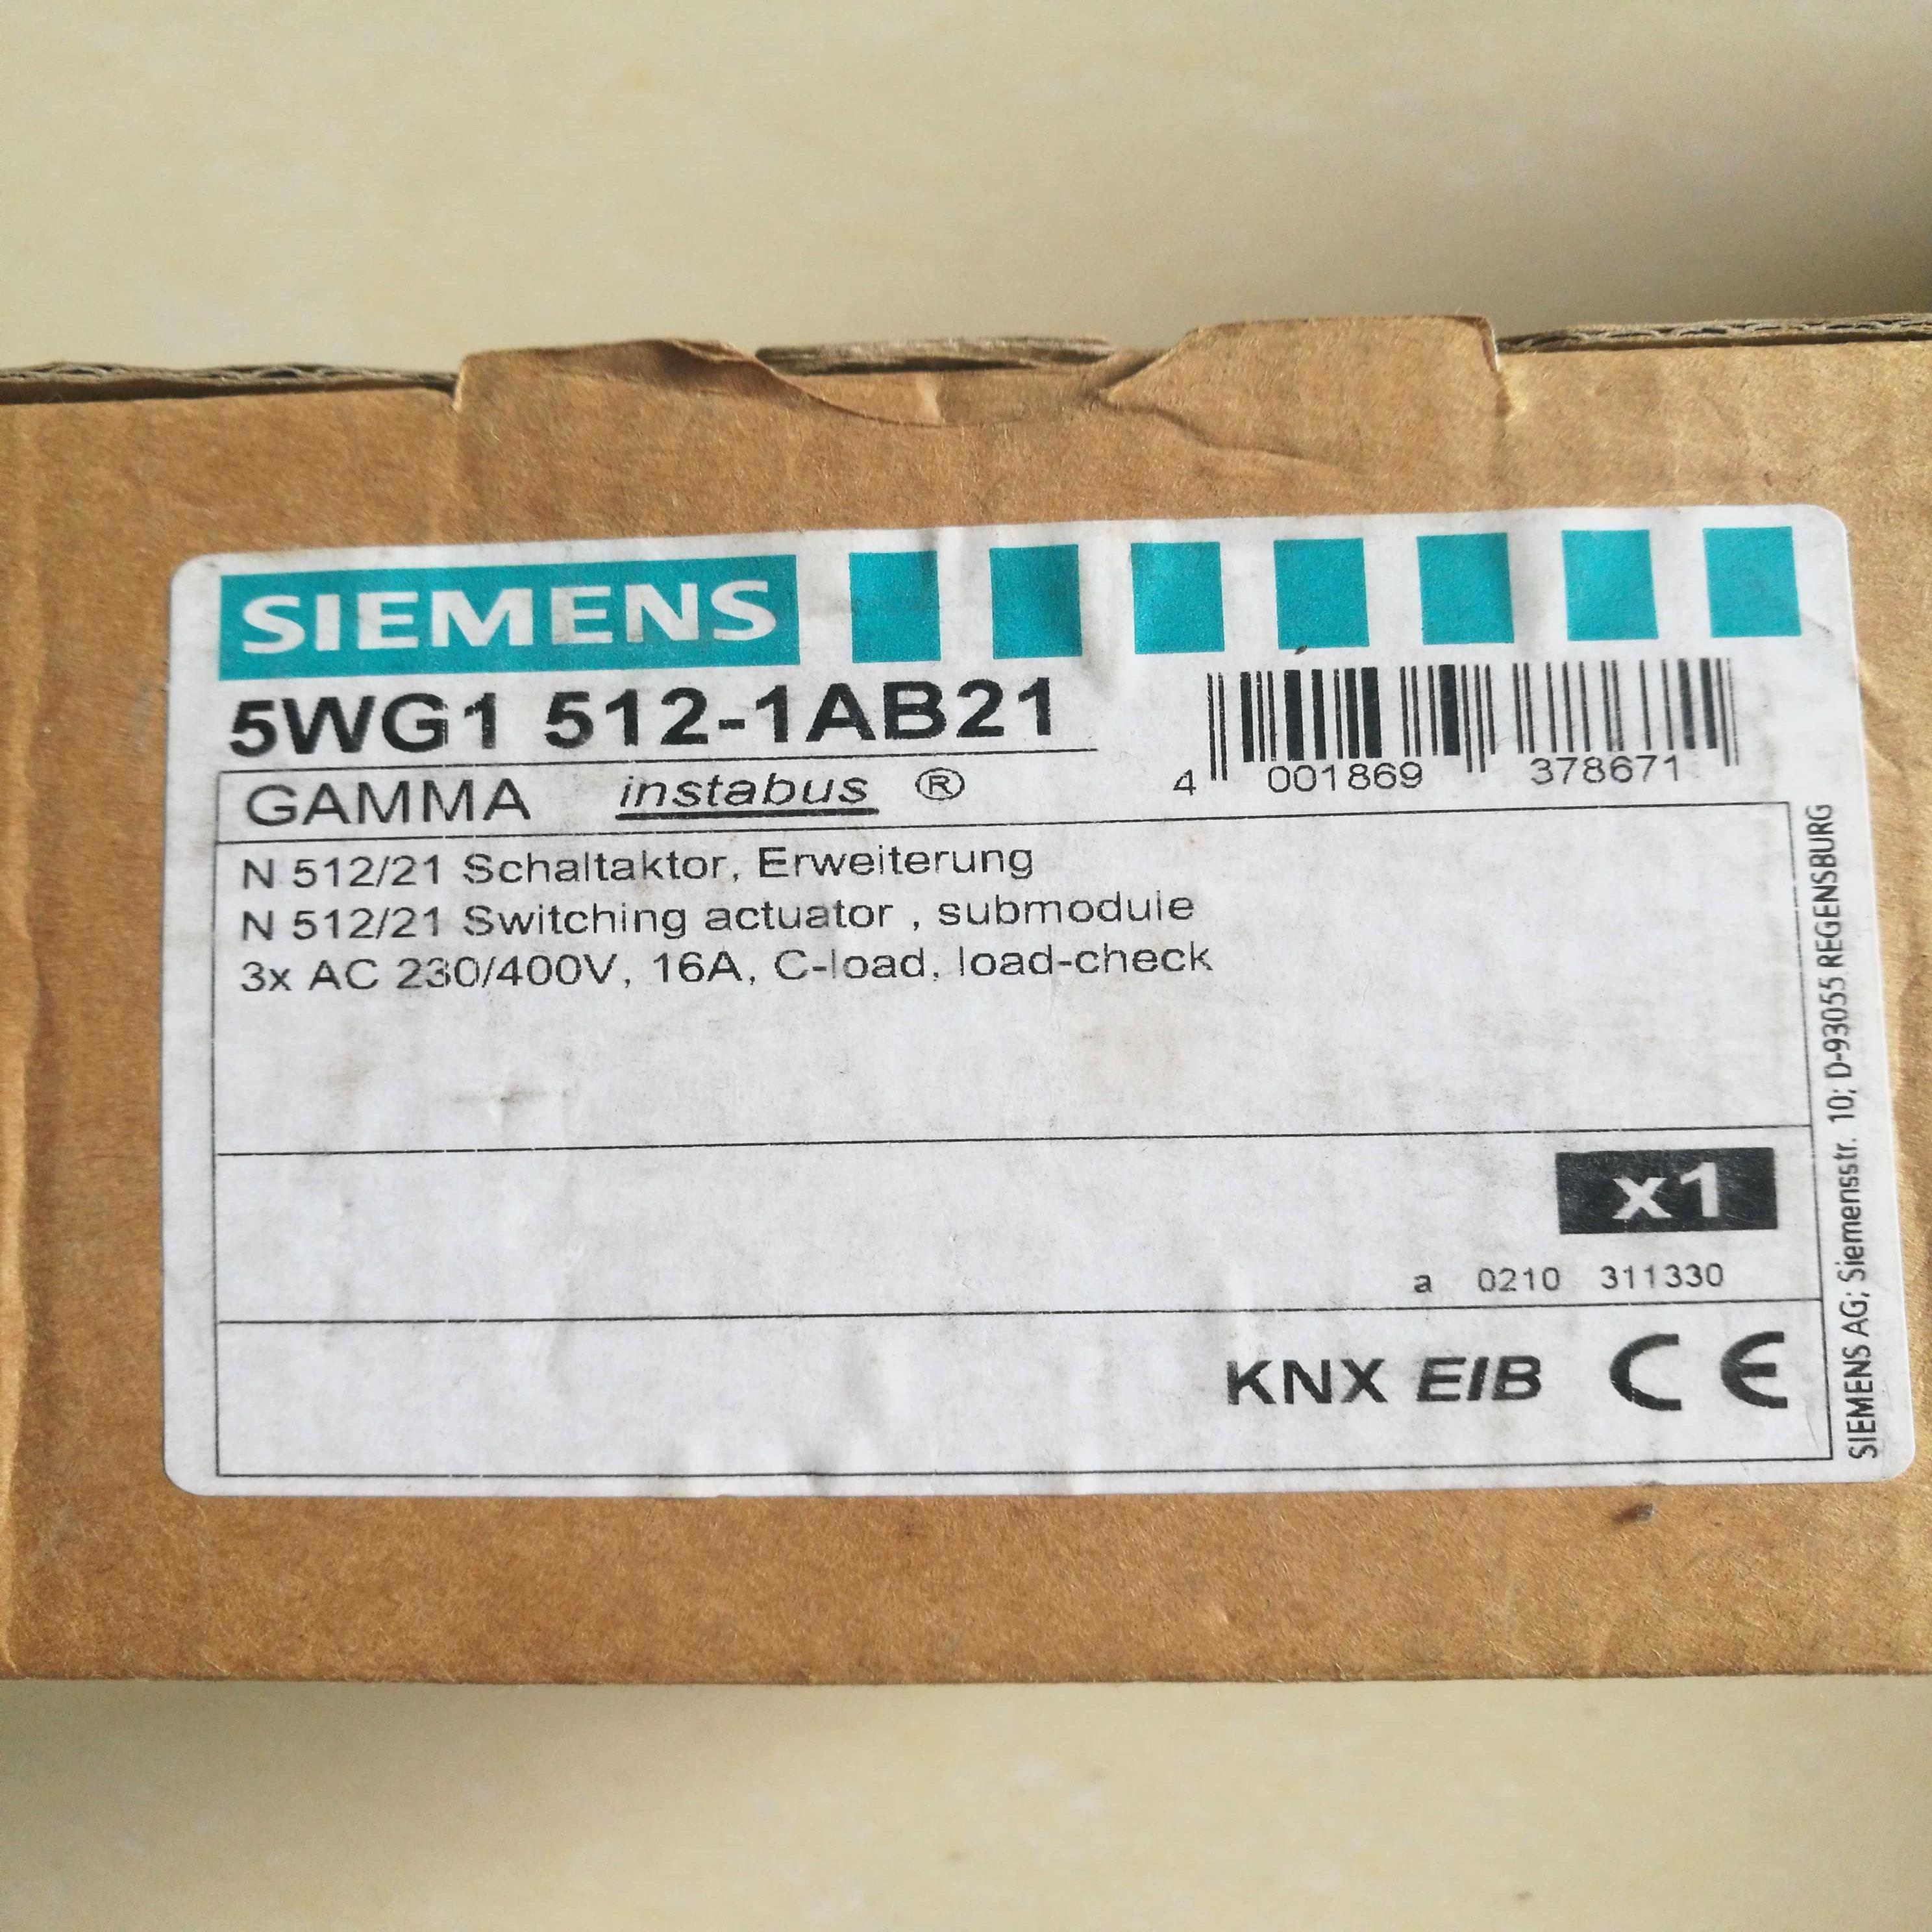 SIEMENS
5WG1 512-1AB21
4 001869 378671
GAMMA instabus ®
N 512/21 Schaltaktor, Erweiterung
N 512/21 Switching actuator , submodule
3x AC 230/400V, 16A, C-load, load-check
x1
a 0210 311330
KNX EIB CE
SIEMENS AG; Siemensstr. 10; D-93055 REGENSBURG